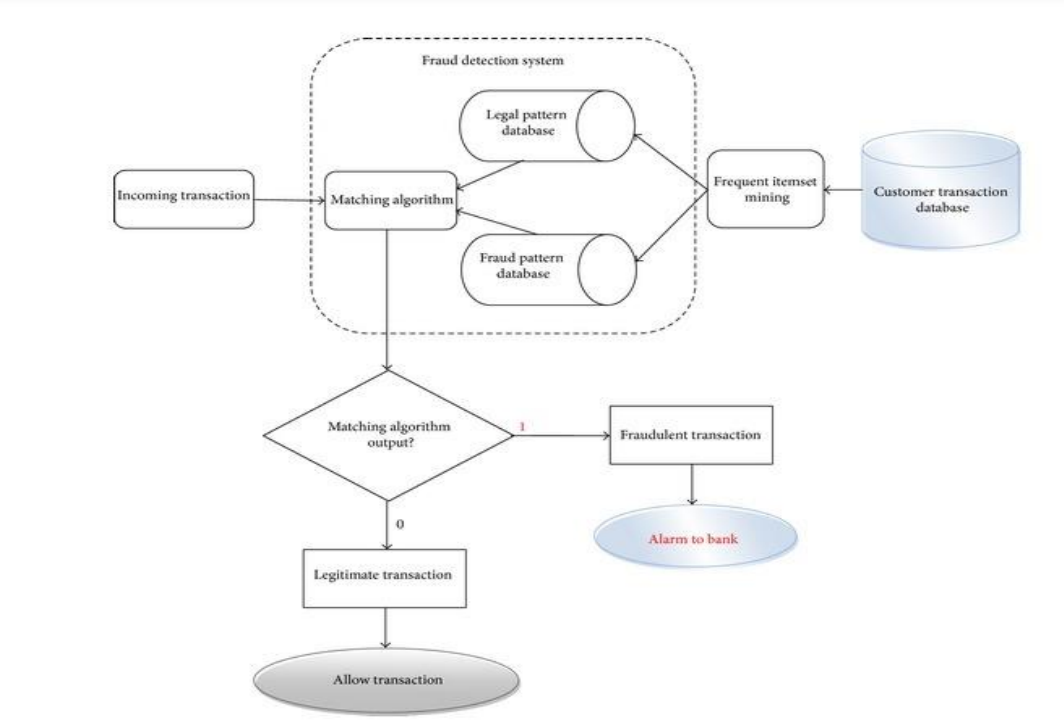 Fraud detection system
Legal pattern
database
Incoming transaction
Matching algorithm
Frequent itemset
mining
Customer transaction
database
Fraud pattern
database
Matching algorithm
output?
1
Fraudulent transaction
0
Alarm to bank
Legitimate transaction
Allow transaction